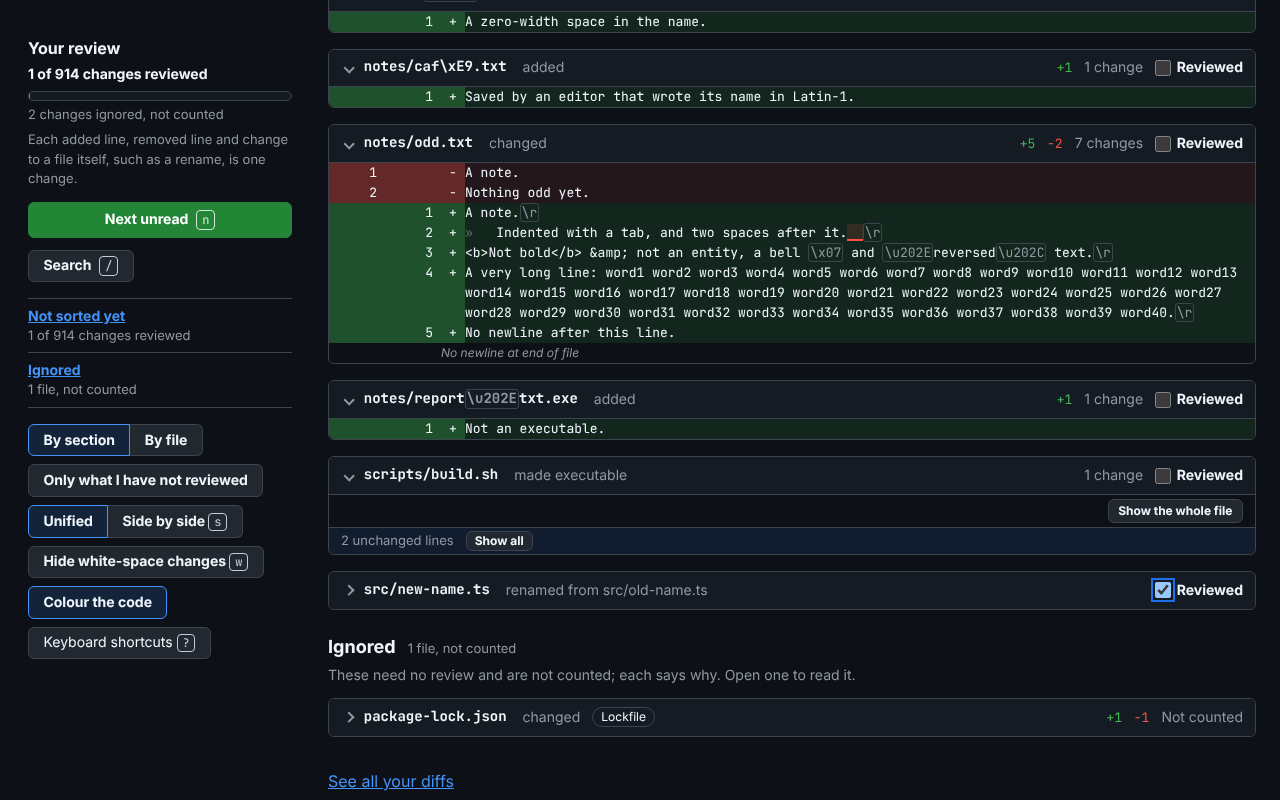 Your review
1 of 914 changes reviewed
2 changes ignored, not counted
Each added line, removed line and change
to a file itself, such as a rename, is one
change.
Next unread n
Search /
Not sorted yet
1 of 914 changes reviewed
Ignored
1 file, not counted
By section By file
Only what I have not reviewed
Unified Side by side s
Hide white-space changes w
Colour the code
Keyboard shortcuts ?
1 + A zero-width space in the name.
notes/caf\xE9.txt added +1 1 change Reviewed
1 + Saved by an editor that wrote its name in Latin-1.
notes/odd.txt changed +5 -2 7 changes Reviewed
1 - A note.
2 - Nothing odd yet.
1 + A note.\r
2 + » Indented with a tab, and two spaces after it. \r
3 + <b>Not bold</b> &amp; not an entity, a bell \x07 and \u202Ereversed\u202C text.\r
4 + A very long line: word1 word2 word3 word4 word5 word6 word7 word8 word9 word10 word11 word12 word13
word14 word15 word16 word17 word18 word19 word20 word21 word22 word23 word24 word25 word26 word27
word28 word29 word30 word31 word32 word33 word34 word35 word36 word37 word38 word39 word40.\r
5 + No newline after this line.
No newline at end of file
notes/report\u202Etxt.exe added +1 1 change Reviewed
1 + Not an executable.
scripts/build.sh made executable 1 change Reviewed
Show the whole file
2 unchanged lines Show all
src/new-name.ts renamed from src/old-name.ts Reviewed
Ignored 1 file, not counted
These need no review and are not counted; each says why. Open one to read it.
package-lock.json changed Lockfile +1 -1 Not counted
See all your diffs